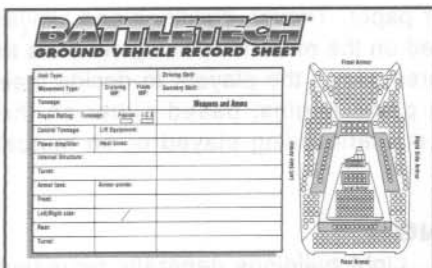 BATTLETECH
GROUND VEHICLE RECORD SHEET
Unit Type:
Driving Skill:
Movement Type:
Cruising MP
Flank MP
Gunnery Skill:
Tonnage:
Weapons and Ammo
Engine Rating:
Tonnage:
Fusion
I.C.E.
Control Tonnage:
Lift Equipment:
Power Amplifier:
Heat Sinks:
Internal Structure:
Turret:
Armor tons:
Armor points:
Front:
Left/Right side:
Rear:
Turret:
Front Armor
Left Side Armor
Right Side Armor
Rear Armor